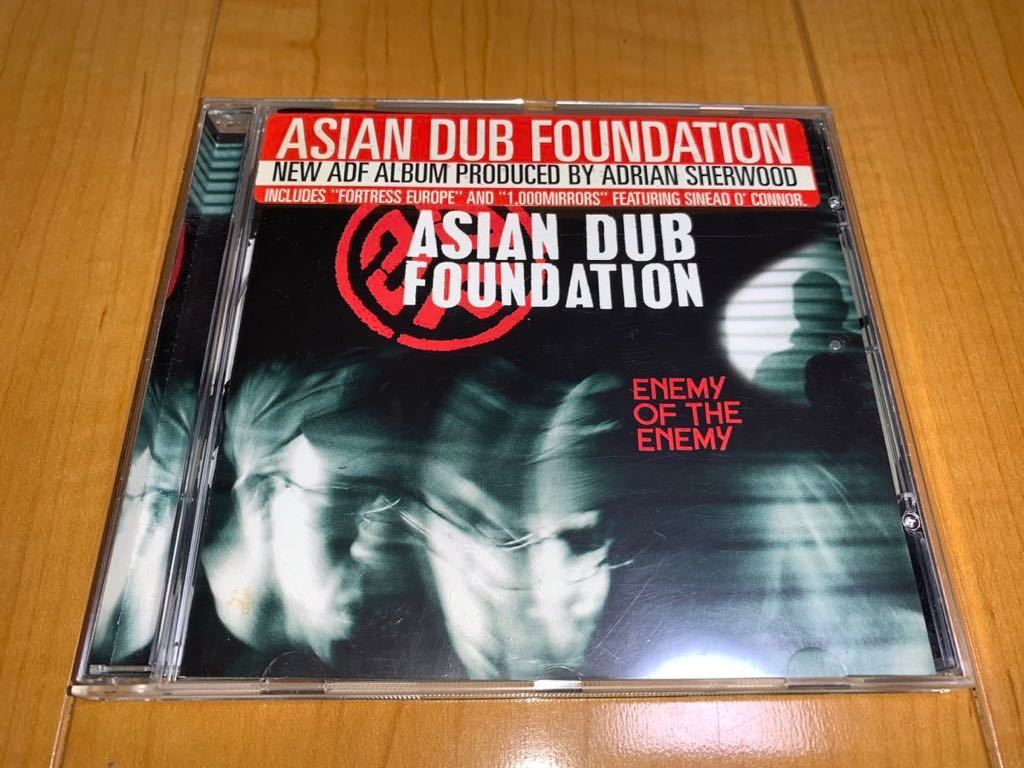 ASIAN DUB FOUNDATION
NEW ADF ALBUM PRODUCED BY ADRIAN SHERWOOD
INCLUDES "FORTRESS EUROPE" AND "1,000MiRRORS" FEATURING SINEAD O' CONNOR.
ASIAN DUB
FOUNDATION
ENEMY
OF THE
ENEMY